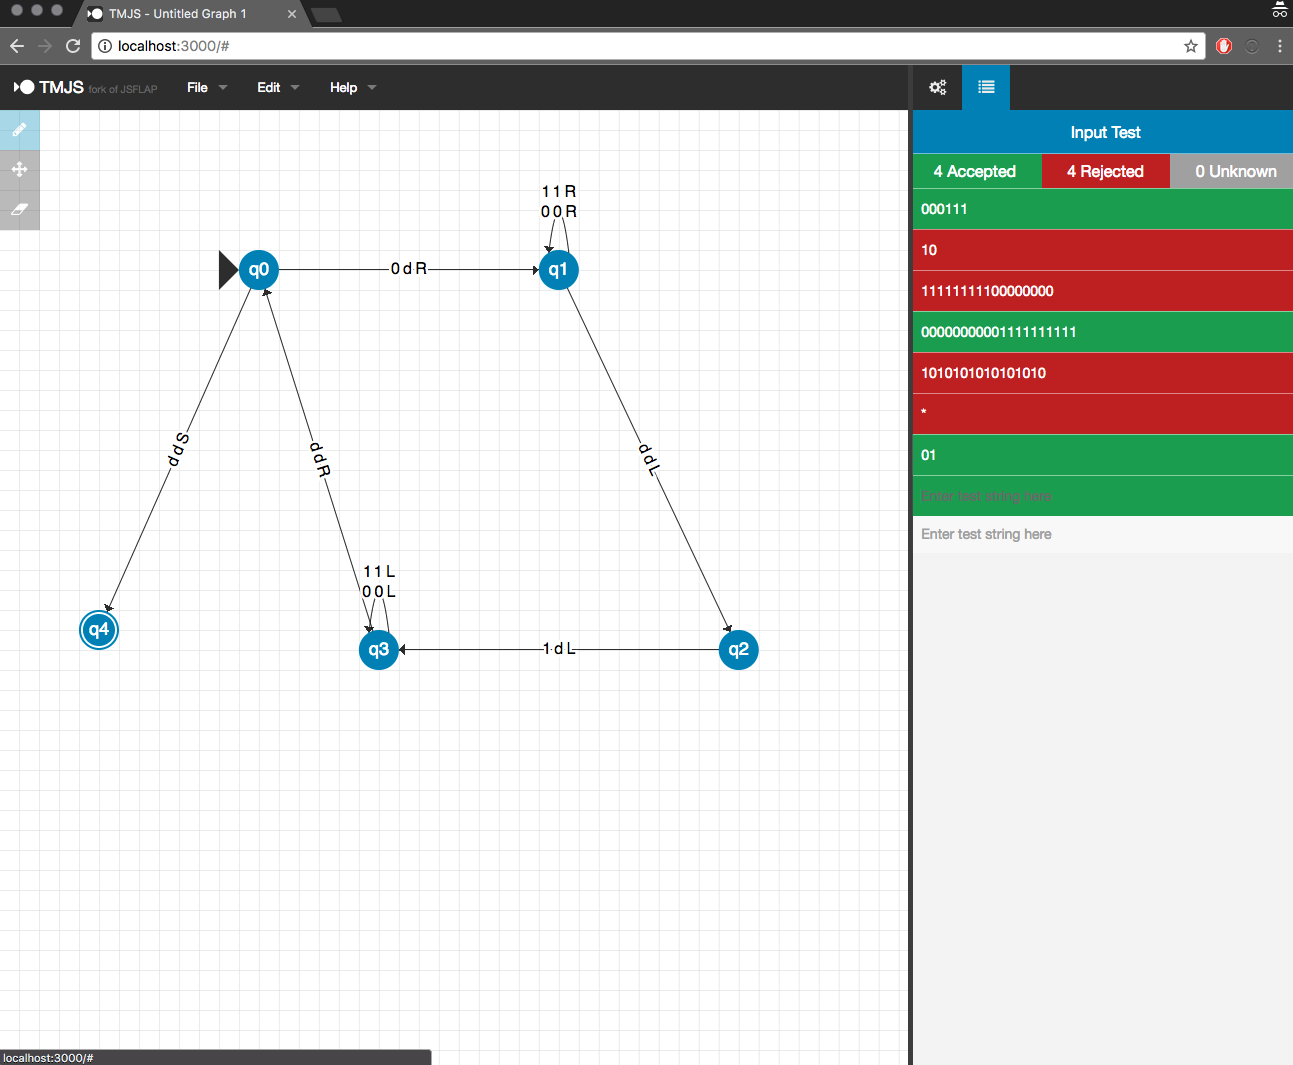 TMJS - Untitled Graph 1
localhost:3000/#
TMJS fork of JSFLAP File Edit Help
Input Test
4 Accepted 4 Rejected 0 Unknown
000111
10
11111111100000000
00000000001111111111
1010101010101010
*
01
Enter test string here
Enter test string here
1 1 R
0 0 R
q0
0 d R
q1
d d S
d d R
d d L
1 1 L
0 0 L
q4
q3
1 d L
q2
localhost:3000/#